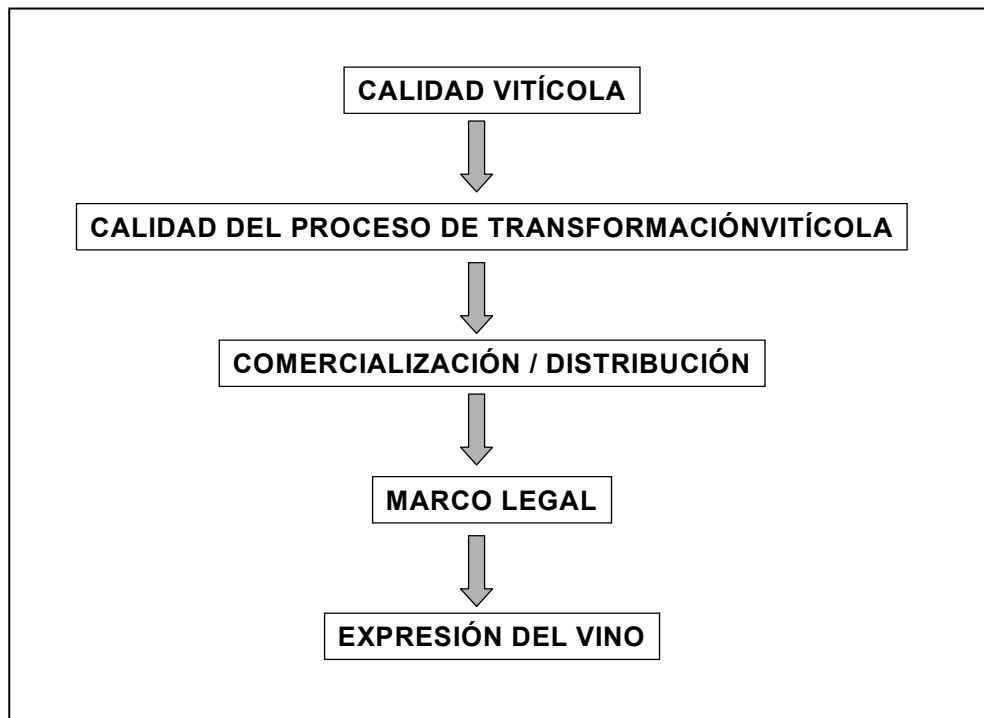 CALIDAD VITÍCOLA
CALIDAD DEL PROCESO DE TRANSFORMACIÓNVITÍCOLA
COMERCIALIZACIÓN / DISTRIBUCIÓN
MARCO LEGAL
EXPRESIÓN DEL VINO